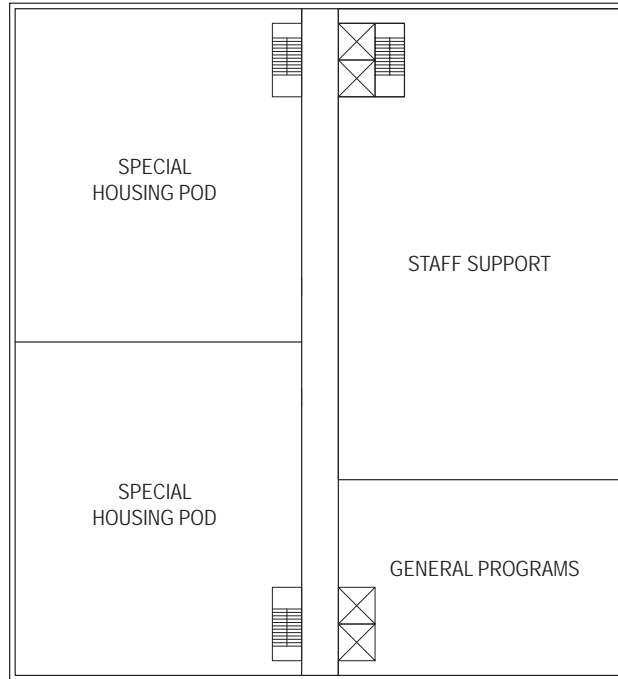 SPECIAL
HOUSING POD
STAFF SUPPORT
SPECIAL
HOUSING POD
GENERAL PROGRAMS